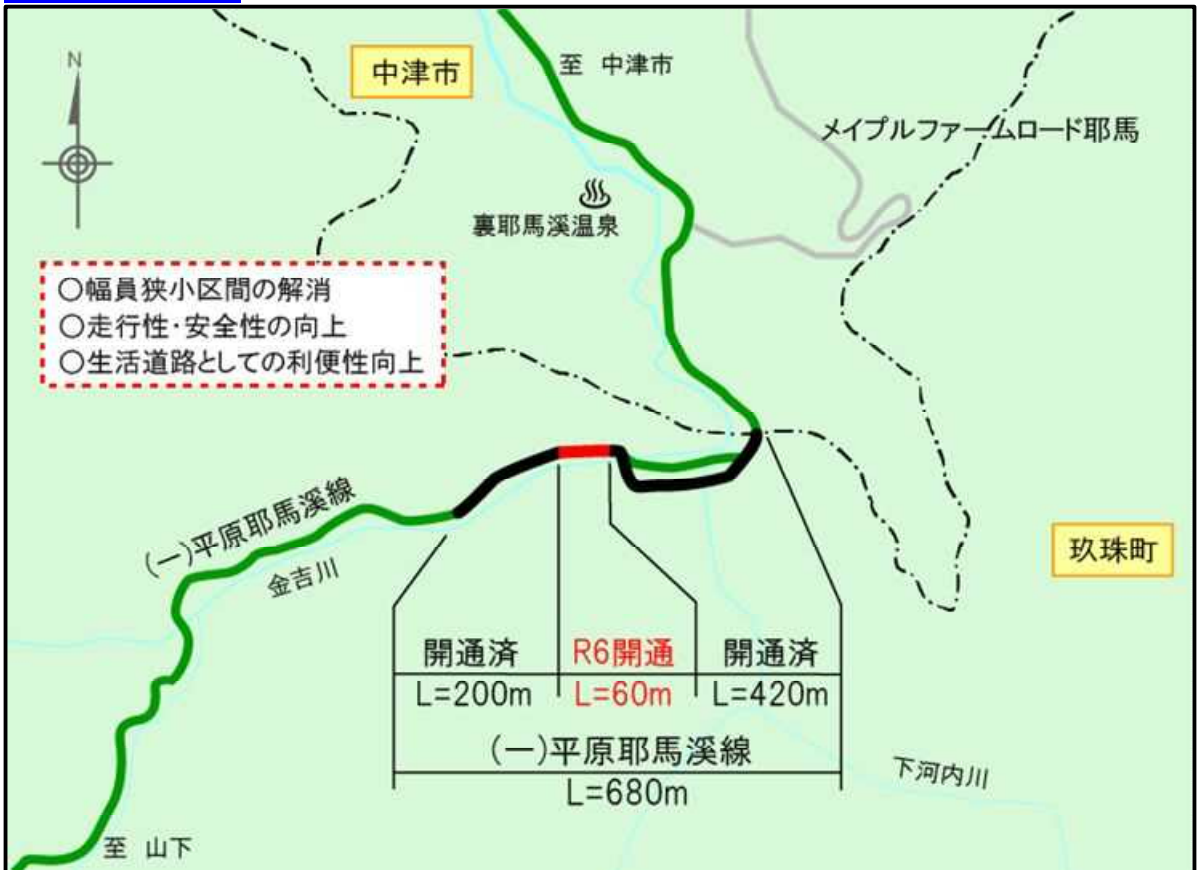 N
中津市
至 中津市
メイプルファームロード耶馬
裏耶馬溪温泉
○幅員狭小区間の解消
○走行性・安全性の向上
○生活道路としての利便性向上
(一)平原耶馬溪線
金吉川
玖珠町
開通済 R6開通 開通済
L=200m L=60m L=420m
(一)平原耶馬溪線
L=680m
下河内川
至 山下